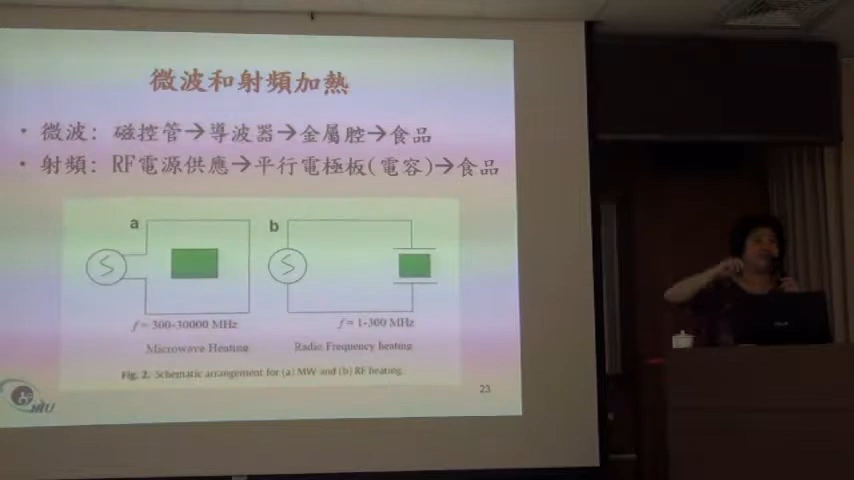 微波和射頻加熱
• 微波: 磁控管→導波器→金屬腔→食品
• 射頻: RF電源供應→平行電極板(電容)→食品
a b
f = 300-30000 MHz f = 1-300 MHz
Microwave Heating Radio Frequency heating
Fig. 2. Schematic arrangement for (a) MW and (b) RF heating.
23